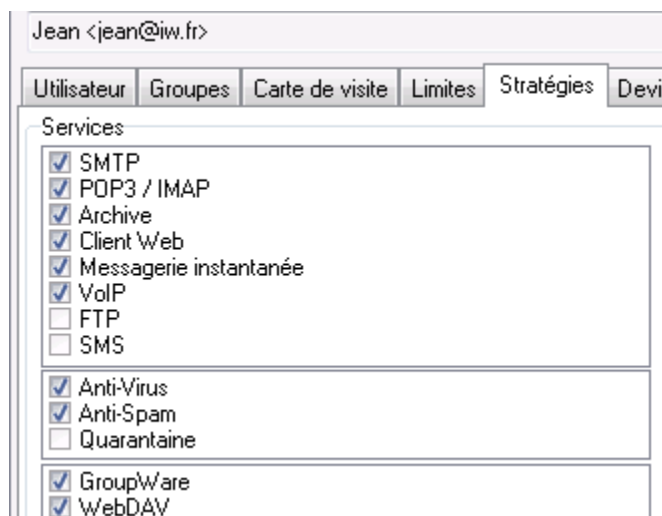 Jean <jean@iw.fr>
Utilisateur Groupes Carte de visite Limites Stratégies Devi
Services
SMTP
POP3 / IMAP
Archive
Client Web
Messagerie instantanée
VoIP
FTP
SMS
Anti-Virus
Anti-Spam
Quarantaine
GroupWare
WebDAV